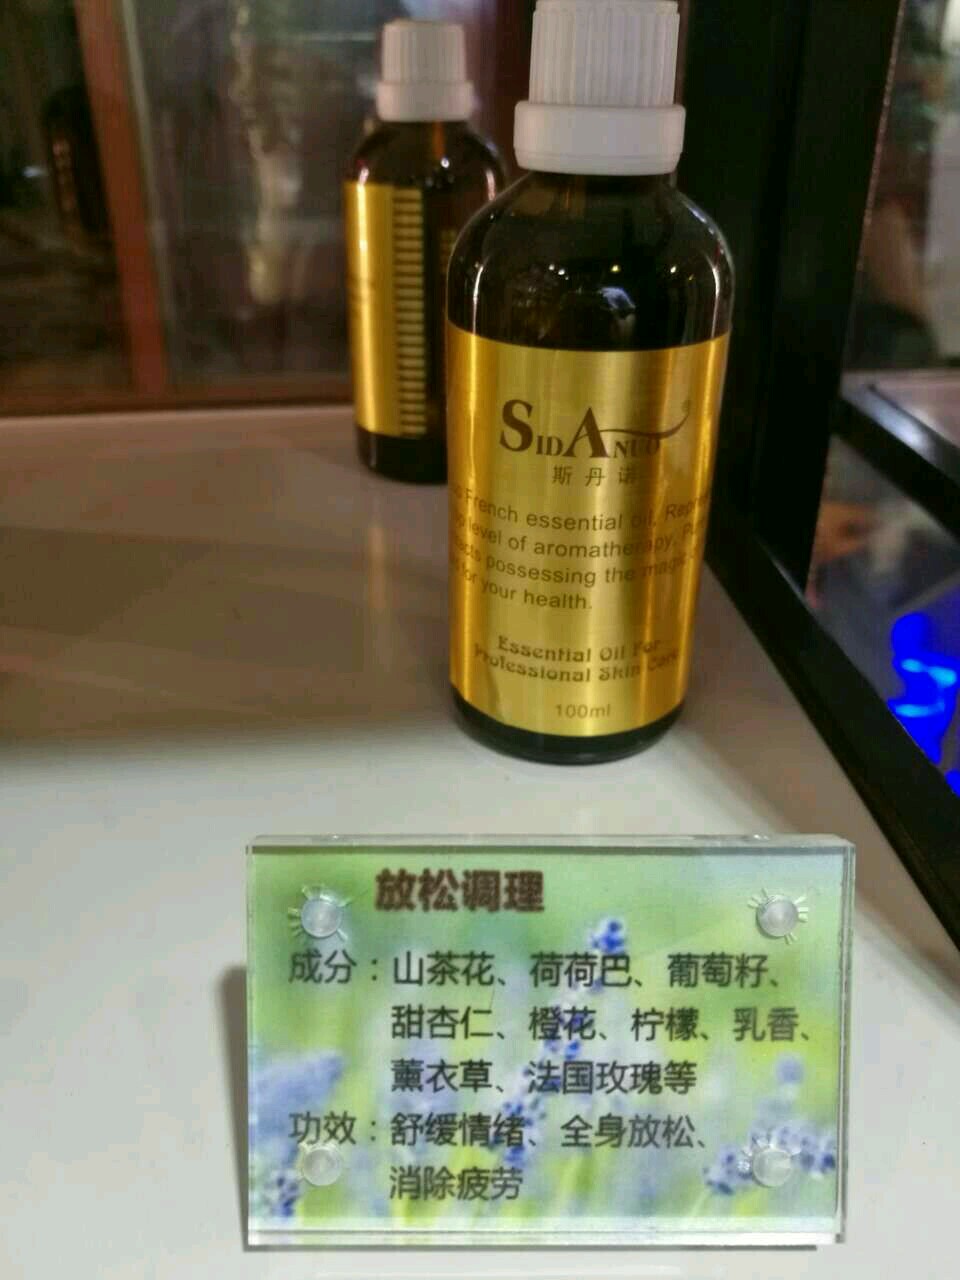 SIDANUO
斯丹诺
French essential oil, Repre
level of aromatherapy, Pu
possessing the magic
for your health.
Essential Oil For
Professional Skin Care
100ml
放松调理
成分：山茶花、荷荷巴、葡萄籽、
甜杏仁、橙花、柠檬、乳香、
薰衣草、法国玫瑰等
功效：舒缓情绪、全身放松、
消除疲劳